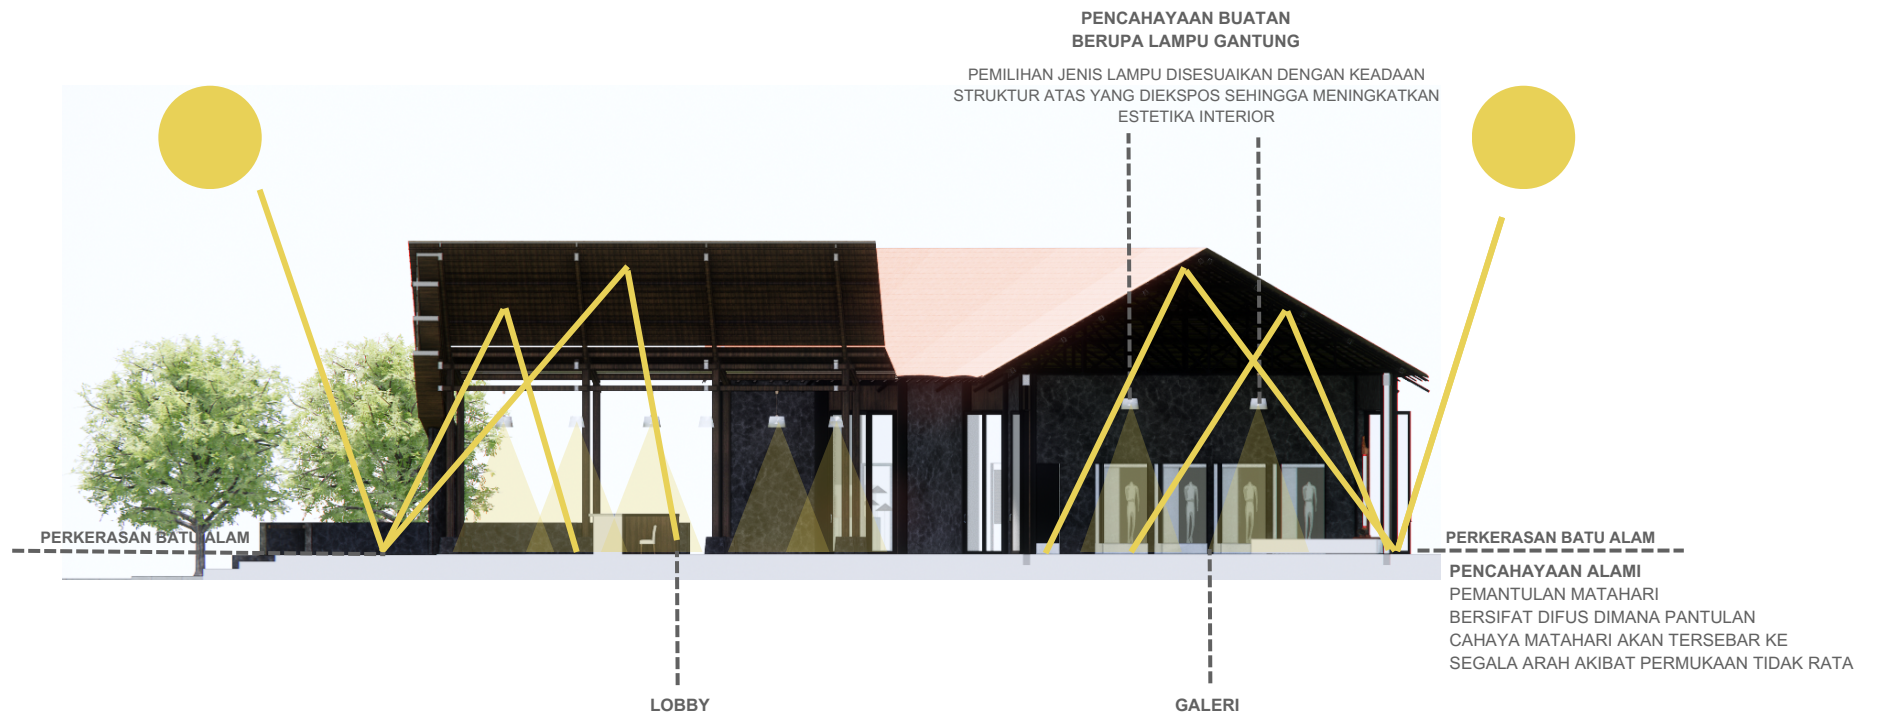 PENCAHAYAAN BUATAN
BERUPA LAMPU GANTUNG
PEMILIHAN JENIS LAMPU DISESUAIKAN DENGAN KEADAAN
STRUKTUR ATAS YANG DIEKSPOS SEHINGGA MENINGKATKAN
ESTETIKA INTERIOR
PERKERASAN BATU ALAM
PERKERASAN BATU ALAM
PENCAHAYAAN ALAMI
PEMANTULAN MATAHARI
BERSIFAT DIFUS DIMANA PANTULAN
CAHAYA MATAHARI AKAN TERSEBAR KE
SEGALA ARAH AKIBAT PERMUKAAN TIDAK RATA
LOBBY
GALERI